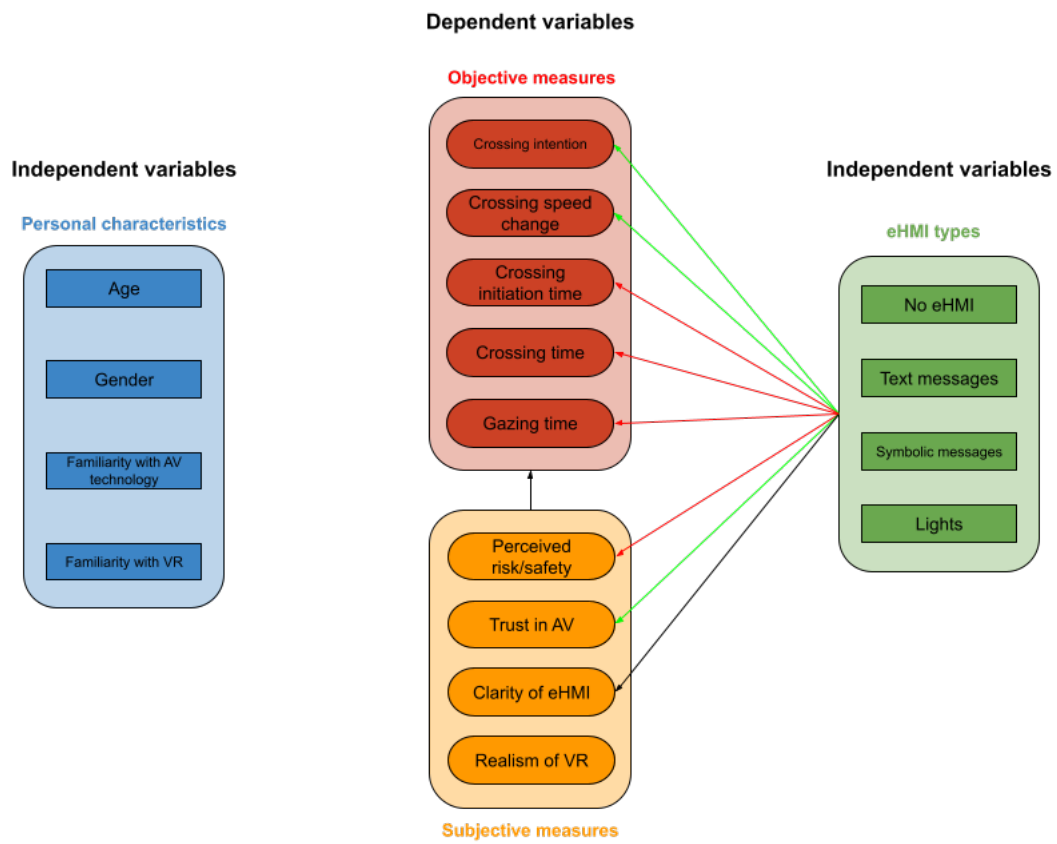 Dependent variables
Objective measures
Crossing intention
Crossing speed
change
Crossing
initiation time
Crossing time
Gazing time
Independent variables
Personal characteristics
Age
Gender
Familiarity with AV
technology
Familiarity with VR
Independent variables
eHMI types
No eHMI
Text messages
Symbolic messages
Lights
Perceived
risk/safety
Trust in AV
Clarity of eHMI
Realism of VR
Subjective measures